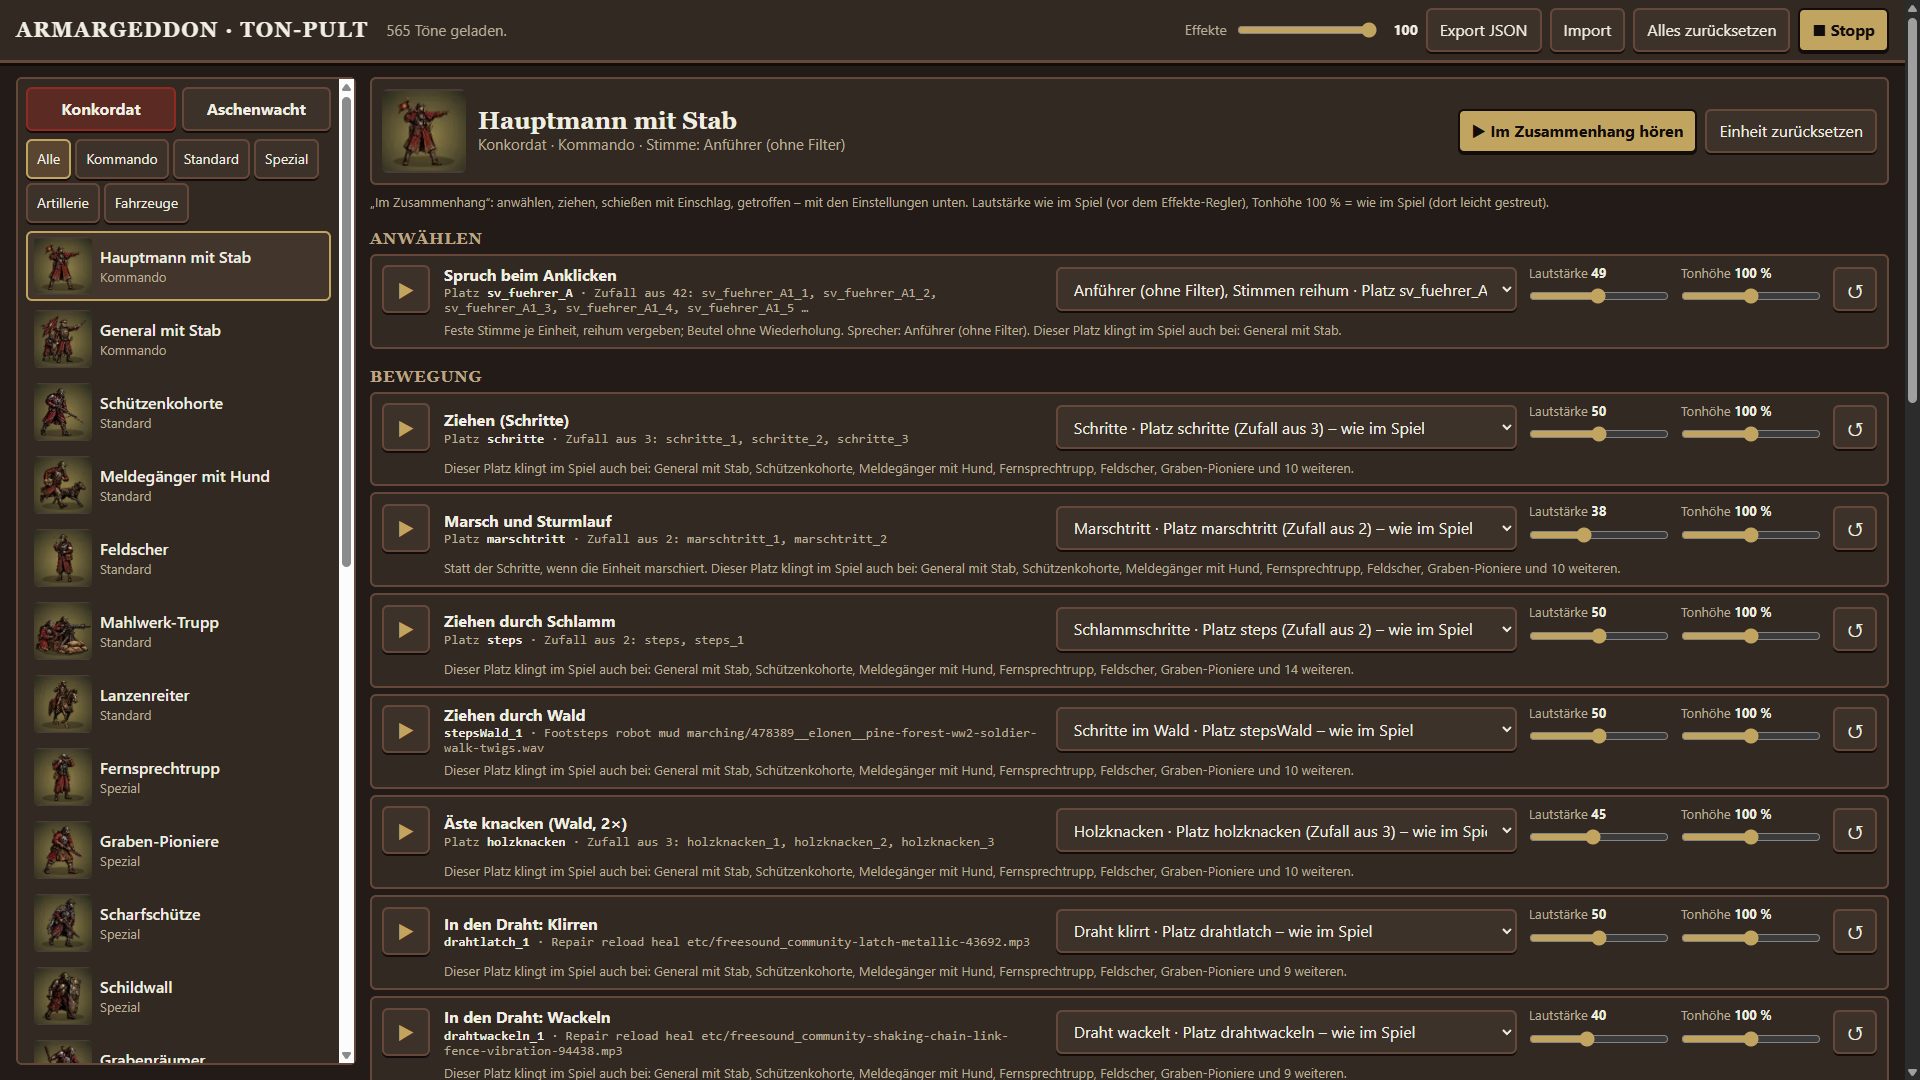 ARMARGEDDON · TON-PULT
565 Töne geladen.
Effekte
100
Export JSON
Import
Alles zurücksetzen
■ Stopp
Konkordat
Aschenwacht
Alle
Kommando
Standard
Spezial
Artillerie
Fahrzeuge
Hauptmann mit Stab
Kommando
General mit Stab
Kommando
Schützenkohorte
Standard
Meldegänger mit Hund
Standard
Feldscher
Standard
Mahlwerk-Trupp
Standard
Lanzenreiter
Standard
Fernsprechtrupp
Spezial
Graben-Pioniere
Spezial
Scharfschütze
Spezial
Schildwall
Spezial
Grabenräumer
Hauptmann mit Stab
Konkordat · Kommando · Stimme: Anführer (ohne Filter)
▶ Im Zusammenhang hören
Einheit zurücksetzen
„Im Zusammenhang“: anwählen, ziehen, schießen mit Einschlag, getroffen – mit den Einstellungen unten. Lautstärke wie im Spiel (vor dem Effekte-Regler), Tonhöhe 100 % = wie im Spiel (dort leicht gestreut).
ANWÄHLEN
Spruch beim Anklicken
Platz sv_fuehrer_A · Zufall aus 42: sv_fuehrer_A1_1, sv_fuehrer_A1_2,
sv_fuehrer_A1_3, sv_fuehrer_A1_4, sv_fuehrer_A1_5 …
Anführer (ohne Filter), Stimmen reihum · Platz sv_fuehrer_A
Lautstärke 49
Tonhöhe 100 %
↺
Feste Stimme je Einheit, reihum vergeben; Beutel ohne Wiederholung. Sprecher: Anführer (ohne Filter). Dieser Platz klingt im Spiel auch bei: General mit Stab.
BEWEGUNG
Ziehen (Schritte)
Platz schritte · Zufall aus 3: schritte_1, schritte_2, schritte_3
Schritte · Platz schritte (Zufall aus 3) – wie im Spiel
Lautstärke 50
Tonhöhe 100 %
↺
Dieser Platz klingt im Spiel auch bei: General mit Stab, Schützenkohorte, Meldegänger mit Hund, Fernsprechtrupp, Feldscher, Graben-Pioniere und 10 weiteren.
Marsch und Sturmlauf
Platz marschtritt · Zufall aus 2: marschtritt_1, marschtritt_2
Marschtritt · Platz marschtritt (Zufall aus 2) – wie im Spiel
Lautstärke 38
Tonhöhe 100 %
↺
Statt der Schritte, wenn die Einheit marschiert. Dieser Platz klingt im Spiel auch bei: General mit Stab, Schützenkohorte, Meldegänger mit Hund, Fernsprechtrupp, Feldscher, Graben-Pioniere und 10 weiteren.
Ziehen durch Schlamm
Platz steps · Zufall aus 2: steps, steps_1
Schlammschritte · Platz steps (Zufall aus 2) – wie im Spiel
Lautstärke 50
Tonhöhe 100 %
↺
Dieser Platz klingt im Spiel auch bei: General mit Stab, Schützenkohorte, Meldegänger mit Hund, Fernsprechtrupp, Feldscher, Graben-Pioniere und 14 weiteren.
Ziehen durch Wald
stepsWald_1 · Footsteps robot mud marching/478389__elonen__pine-forest-ww2-soldier-
walk-twigs.wav
Schritte im Wald · Platz stepsWald – wie im Spiel
Lautstärke 50
Tonhöhe 100 %
↺
Dieser Platz klingt im Spiel auch bei: General mit Stab, Schützenkohorte, Meldegänger mit Hund, Fernsprechtrupp, Feldscher, Graben-Pioniere und 10 weiteren.
Äste knacken (Wald, 2×)
Platz holzknacken · Zufall aus 3: holzknacken_1, holzknacken_2, holzknacken_3
Holzknacken · Platz holzknacken (Zufall aus 3) – wie im Spie
Lautstärke 45
Tonhöhe 100 %
↺
Dieser Platz klingt im Spiel auch bei: General mit Stab, Schützenkohorte, Meldegänger mit Hund, Fernsprechtrupp, Feldscher, Graben-Pioniere und 10 weiteren.
In den Draht: Klirren
drahtlatch_1 · Repair reload heal etc/freesound_community-latch-metallic-43692.mp3
Draht klirrt · Platz drahtlatch – wie im Spiel
Lautstärke 50
Tonhöhe 100 %
↺
Dieser Platz klingt im Spiel auch bei: General mit Stab, Schützenkohorte, Meldegänger mit Hund, Fernsprechtrupp, Feldscher, Graben-Pioniere und 9 weiteren.
In den Draht: Wackeln
drahtwackeln_1 · Repair reload heal etc/freesound_community-shaking-chain-link-
fence-vibration-94438.mp3
Draht wackelt · Platz drahtwackeln – wie im Spiel
Lautstärke 40
Tonhöhe 100 %
↺
Dieser Platz klingt im Spiel auch bei: General mit Stab, Schützenkohorte, Meldegänger mit Hund, Fernsprechtrupp, Feldscher, Graben-Pioniere und 9 weiteren.